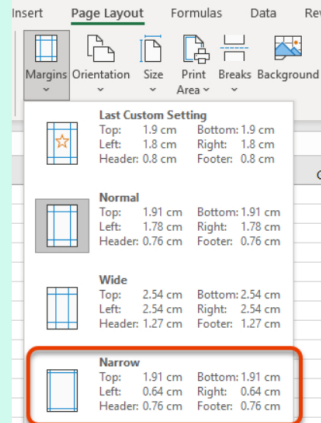 Insert Page Layout Formulas Data Re
Margins Orientation Size Print Area Breaks Background
Last Custom Setting
Top: 1.9 cm Bottom: 1.9 cm
Left: 1.8 cm Right: 1.8 cm
Header: 0.8 cm Footer: 0.8 cm
Normal
Top: 1.91 cm Bottom: 1.91 cm
Left: 1.78 cm Right: 1.78 cm
Header: 0.76 cm Footer: 0.76 cm
Wide
Top: 2.54 cm Bottom: 2.54 cm
Left: 2.54 cm Right: 2.54 cm
Header: 1.27 cm Footer: 1.27 cm
Narrow
Top: 1.91 cm Bottom: 1.91 cm
Left: 0.64 cm Right: 0.64 cm
Header: 0.76 cm Footer: 0.76 cm